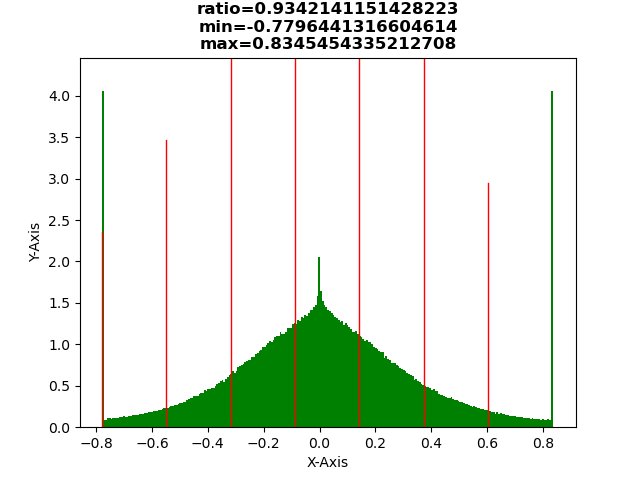 ratio=0.9342141151428223
min=-0.7796441316604614
max=0.8345454335212708
4.0
3.5
3.0
2.5
2.0
1.5
1.0
0.5
0.0
Y-Axis
−0.8 −0.6 −0.4 −0.2 0.0 0.2 0.4 0.6 0.8
X-Axis